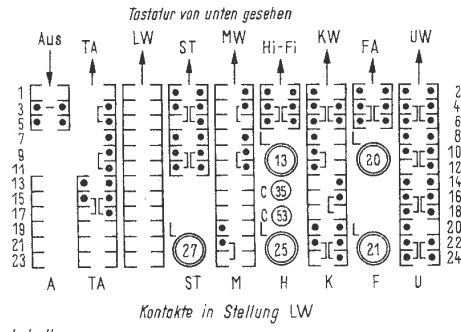 Tastatur von unten gesehen
Aus TA LW ST MW Hi-Fi KW FA UW
1 2
3 4
5 6
7 8
9 10
11 12
13 14
15 16
17 18
19 20
21 22
23 24
L 13
L 20
C 35
C 53
L 27
L 25
L 21
A TA ST M H K F U
Kontakte in Stellung LW